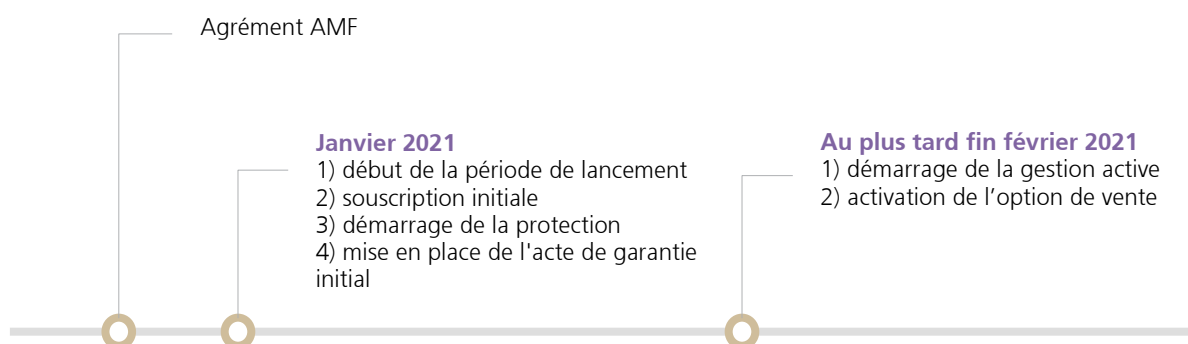 Agrément AMF
Janvier 2021
1) début de la période de lancement
2) souscription initiale
3) démarrage de la protection
4) mise en place de l'acte de garantie
initial
Au plus tard fin février 2021
1) démarrage de la gestion active
2) activation de l’option de vente